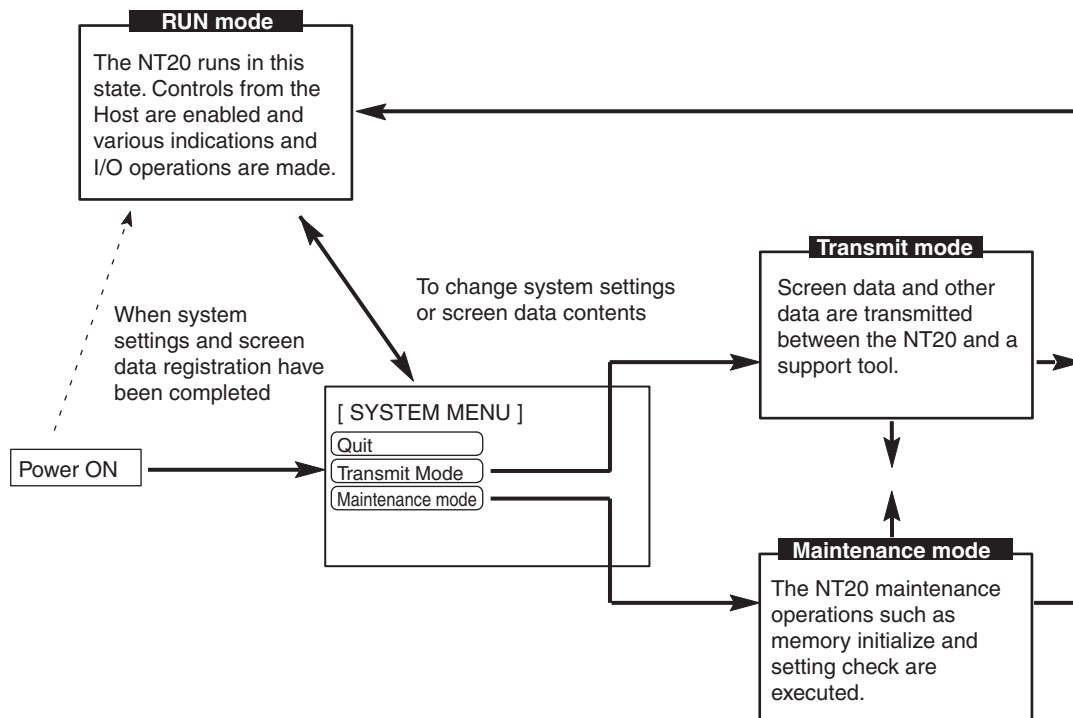 RUN mode
The NT20 runs in this
state. Controls from the
Host are enabled and
various indications and
I/O operations are made.
When system
settings and screen
data registration have
been completed
To change system settings
or screen data contents
Power ON
[ SYSTEM MENU ]
Quit
Transmit Mode
Maintenance mode
Transmit mode
Screen data and other
data are transmitted
between the NT20 and a
support tool.
Maintenance mode
The NT20 maintenance
operations such as
memory initialize and
setting check are
executed.